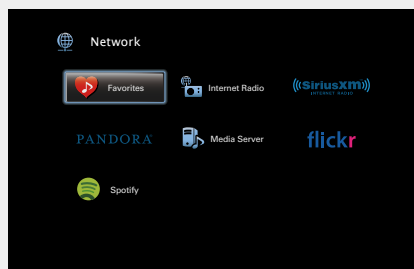 Network
Favorites
Internet Radio
((SiriusXM))
INTERNET RADIO
PANDORA
Media Server
flickr
Spotify